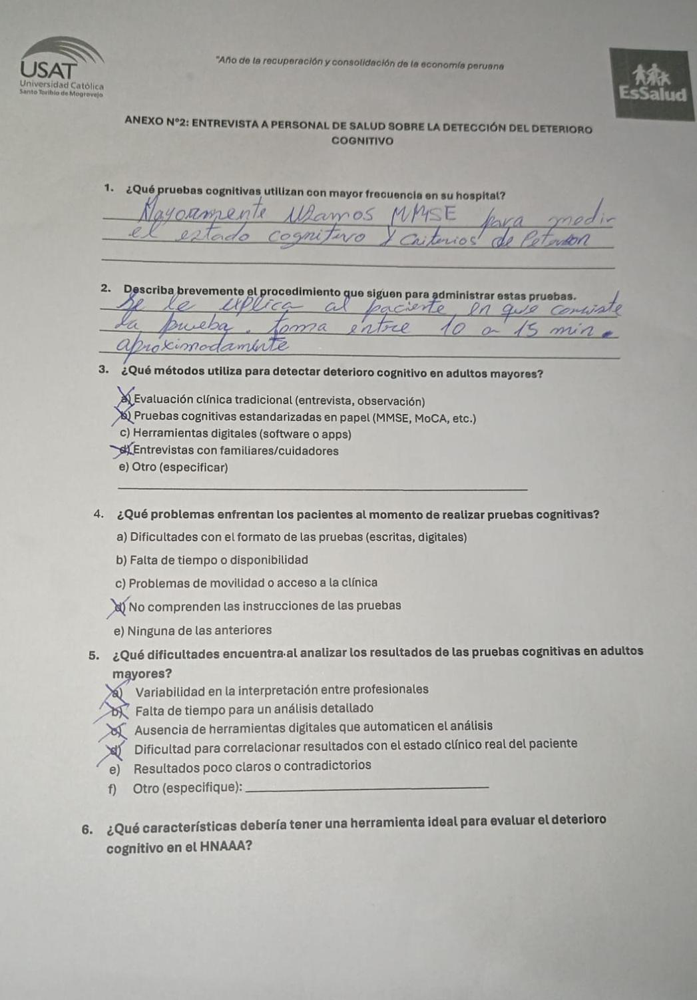 USAT
Universidad Católica
Santo Toribio de Mogrovejo
"Año de la recuperación y consolidación de la economía peruana
EsSalud
ANEXO N°2: ENTREVISTA A PERSONAL DE SALUD SOBRE LA DETECCIÓN DEL DETERIORO
COGNITIVO
1. ¿Qué pruebas cognitivas utilizan con mayor frecuencia en su hospital?
Mayormente Usamos MMSE para medir
el estado cognitivo y Criterios de Peterson
2. Describa brevemente el procedimiento que siguen para administrar estas pruebas.
Se le explica al paciente en que consiste
la prueba. toma entre 10 a 15 min.
aproximadamente
3. ¿Qué métodos utiliza para detectar deterioro cognitivo en adultos mayores?
a) Evaluación clínica tradicional (entrevista, observación)
b) Pruebas cognitivas estandarizadas en papel (MMSE, MoCA, etc.)
c) Herramientas digitales (software o apps)
d) Entrevistas con familiares/cuidadores
e) Otro (especificar)
4. ¿Qué problemas enfrentan los pacientes al momento de realizar pruebas cognitivas?
a) Dificultades con el formato de las pruebas (escritas, digitales)
b) Falta de tiempo o disponibilidad
c) Problemas de movilidad o acceso a la clínica
d) No comprenden las instrucciones de las pruebas
e) Ninguna de las anteriores
5. ¿Qué dificultades encuentra al analizar los resultados de las pruebas cognitivas en adultos
mayores?
a) Variabilidad en la interpretación entre profesionales
b) Falta de tiempo para un análisis detallado
c) Ausencia de herramientas digitales que automaticen el análisis
d) Dificultad para correlacionar resultados con el estado clínico real del paciente
e) Resultados poco claros o contradictorios
f) Otro (especifique):
6. ¿Qué características debería tener una herramienta ideal para evaluar el deterioro
cognitivo en el HNAAA?